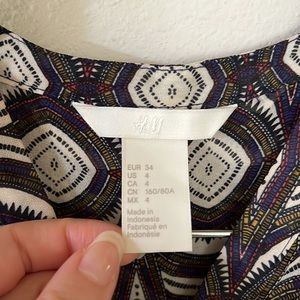 H&M
EUR 34
US 4
CA 4
CN 160/80A
MX 4
Made in
Indonesia
Fabriqué en
Indonésie